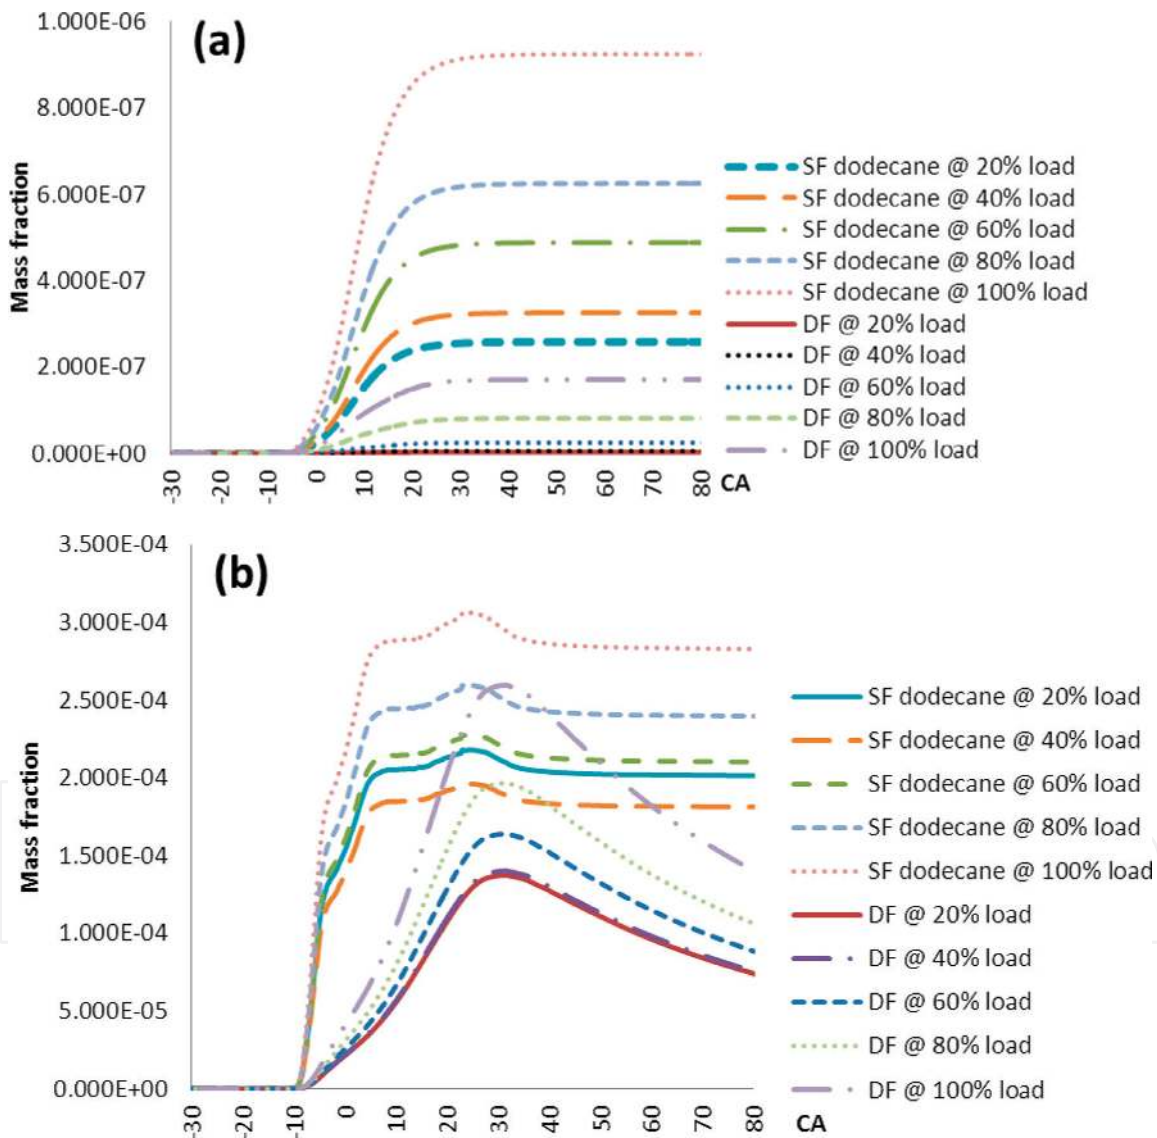 (a)
Mass fraction
1.000E-06
8.000E-07
6.000E-07
4.000E-07
2.000E-07
0.000E+00
-30 -20 -10 0 10 20 30 40 50 60 70 80 CA
SF dodecane @ 20% load
SF dodecane @ 40% load
SF dodecane @ 60% load
SF dodecane @ 80% load
SF dodecane @ 100% load
DF @ 20% load
DF @ 40% load
DF @ 60% load
DF @ 80% load
DF @ 100% load
(b)
Mass fraction
3.500E-04
3.000E-04
2.500E-04
2.000E-04
1.500E-04
1.000E-04
5.000E-05
0.000E+00
-30 -20 -10 0 10 20 30 40 50 60 70 80 CA
SF dodecane @ 20% load
SF dodecane @ 40% load
SF dodecane @ 60% load
SF dodecane @ 80% load
SF dodecane @ 100% load
DF @ 20% load
DF @ 40% load
DF @ 60% load
DF @ 80% load
DF @ 100% load